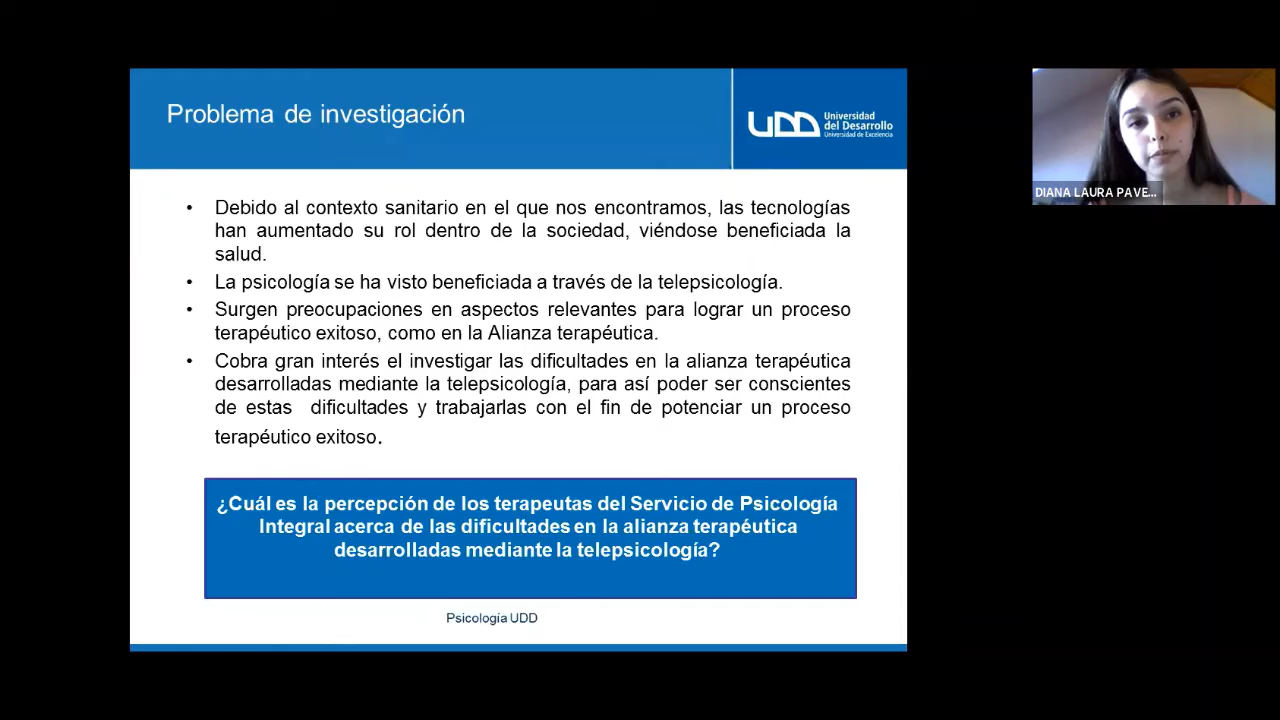 Problema de investigación
UDD
Universidad
del Desarrollo
Universidad de Excelencia
DIANA LAURA PAVE...
• Debido al contexto sanitario en el que nos encontramos, las tecnologías
han aumentado su rol dentro de la sociedad, viéndose beneficiada la
salud.
• La psicología se ha visto beneficiada a través de la telepsicología.
• Surgen preocupaciones en aspectos relevantes para lograr un proceso
terapéutico exitoso, como en la Alianza terapéutica.
• Cobra gran interés el investigar las dificultades en la alianza terapéutica
desarrolladas mediante la telepsicología, para así poder ser conscientes
de estas dificultades y trabajarlas con el fin de potenciar un proceso
terapéutico exitoso.
¿Cuál es la percepción de los terapeutas del Servicio de Psicología
Integral acerca de las dificultades en la alianza terapéutica
desarrolladas mediante la telepsicología?
Psicología UDD